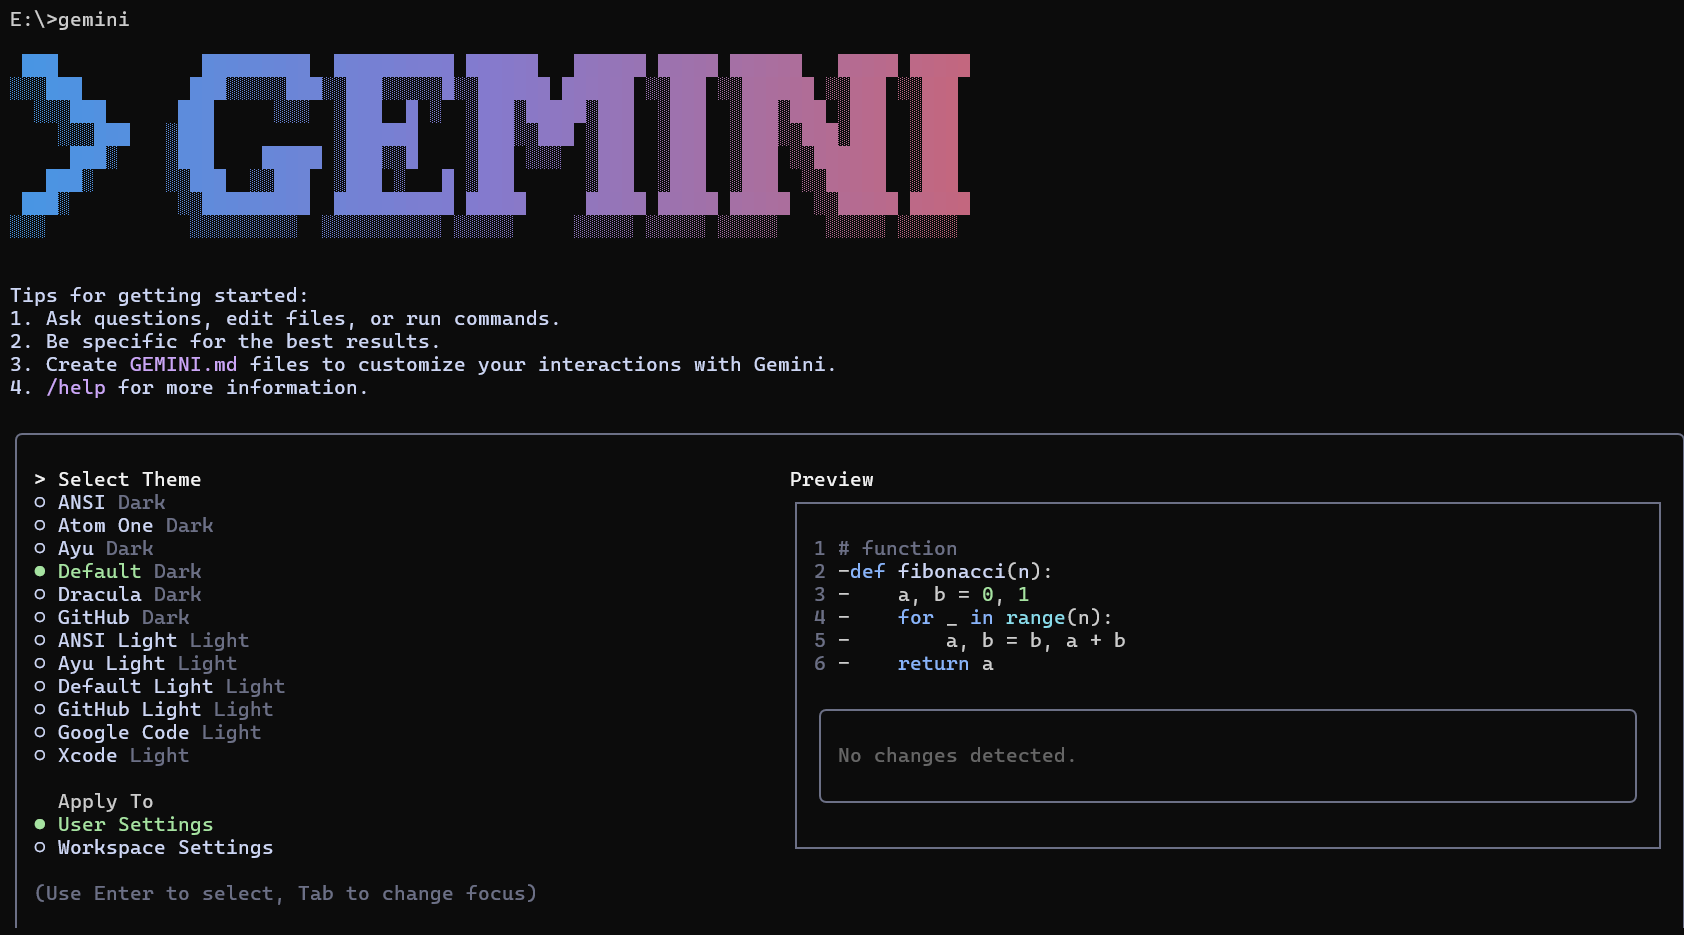 E:\>gemini
GEMINI
Tips for getting started:
1. Ask questions, edit files, or run commands.
2. Be specific for the best results.
3. Create GEMINI.md files to customize your interactions with Gemini.
4. /help for more information.
> Select Theme
○ ANSI Dark
○ Atom One Dark
○ Ayu Dark
● Default Dark
○ Dracula Dark
○ GitHub Dark
○ ANSI Light Light
○ Ayu Light Light
○ Default Light Light
○ GitHub Light Light
○ Google Code Light
○ Xcode Light
Apply To
● User Settings
○ Workspace Settings
(Use Enter to select, Tab to change focus)
Preview
1 # function
2 -def fibonacci(n):
3 -    a, b = 0, 1
4 -    for _ in range(n):
5 -        a, b = b, a + b
6 -    return a
No changes detected.